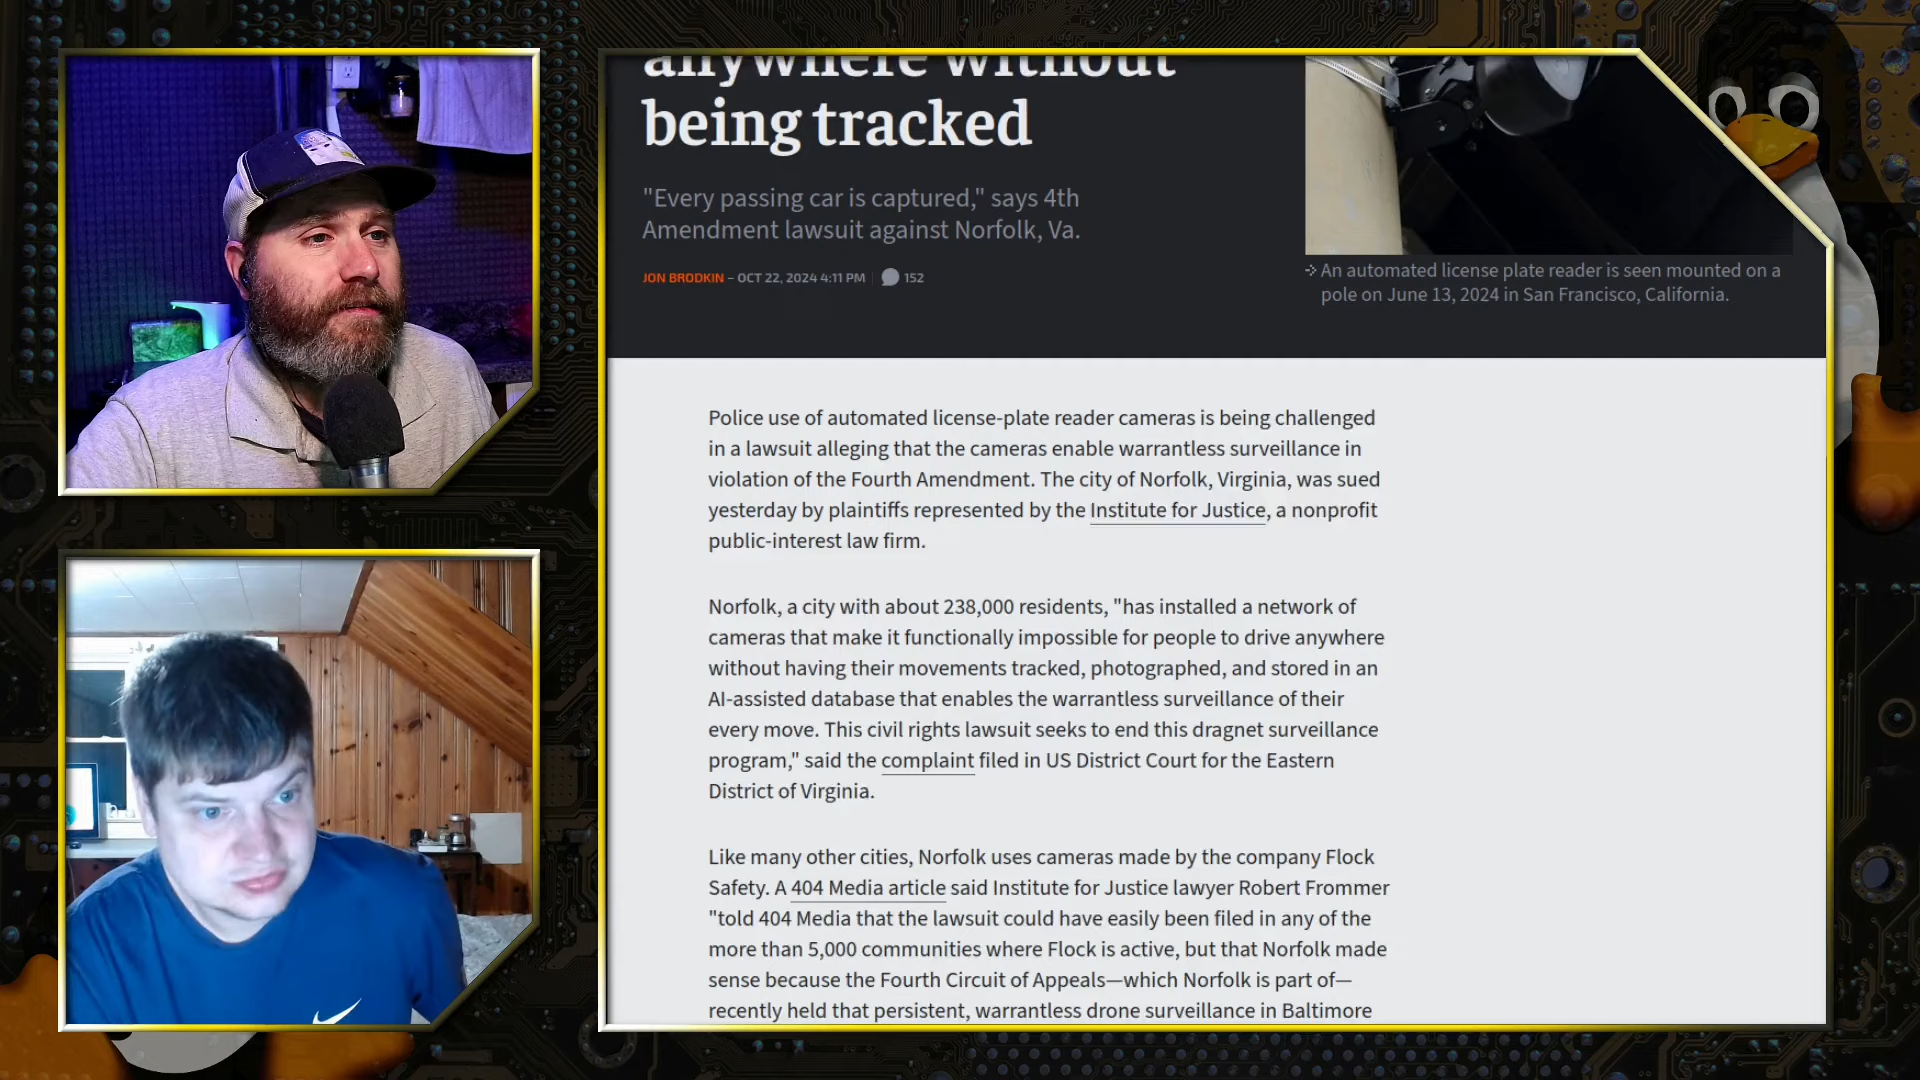 anywhere without
being tracked
"Every passing car is captured," says 4th
Amendment lawsuit against Norfolk, Va.
JON BRODKIN – OCT 22, 2024 4:11 PM 152
An automated license plate reader is seen mounted on a
pole on June 13, 2024 in San Francisco, California.
Police use of automated license-plate reader cameras is being challenged
in a lawsuit alleging that the cameras enable warrantless surveillance in
violation of the Fourth Amendment. The city of Norfolk, Virginia, was sued
yesterday by plaintiffs represented by the Institute for Justice, a nonprofit
public-interest law firm.
Norfolk, a city with about 238,000 residents, "has installed a network of
cameras that make it functionally impossible for people to drive anywhere
without having their movements tracked, photographed, and stored in an
AI-assisted database that enables the warrantless surveillance of their
every move. This civil rights lawsuit seeks to end this dragnet surveillance
program," said the complaint filed in US District Court for the Eastern
District of Virginia.
Like many other cities, Norfolk uses cameras made by the company Flock
Safety. A 404 Media article said Institute for Justice lawyer Robert Frommer
"told 404 Media that the lawsuit could have easily been filed in any of the
more than 5,000 communities where Flock is active, but that Norfolk made
sense because the Fourth Circuit of Appeals—which Norfolk is part of—
recently held that persistent, warrantless drone surveillance in Baltimore